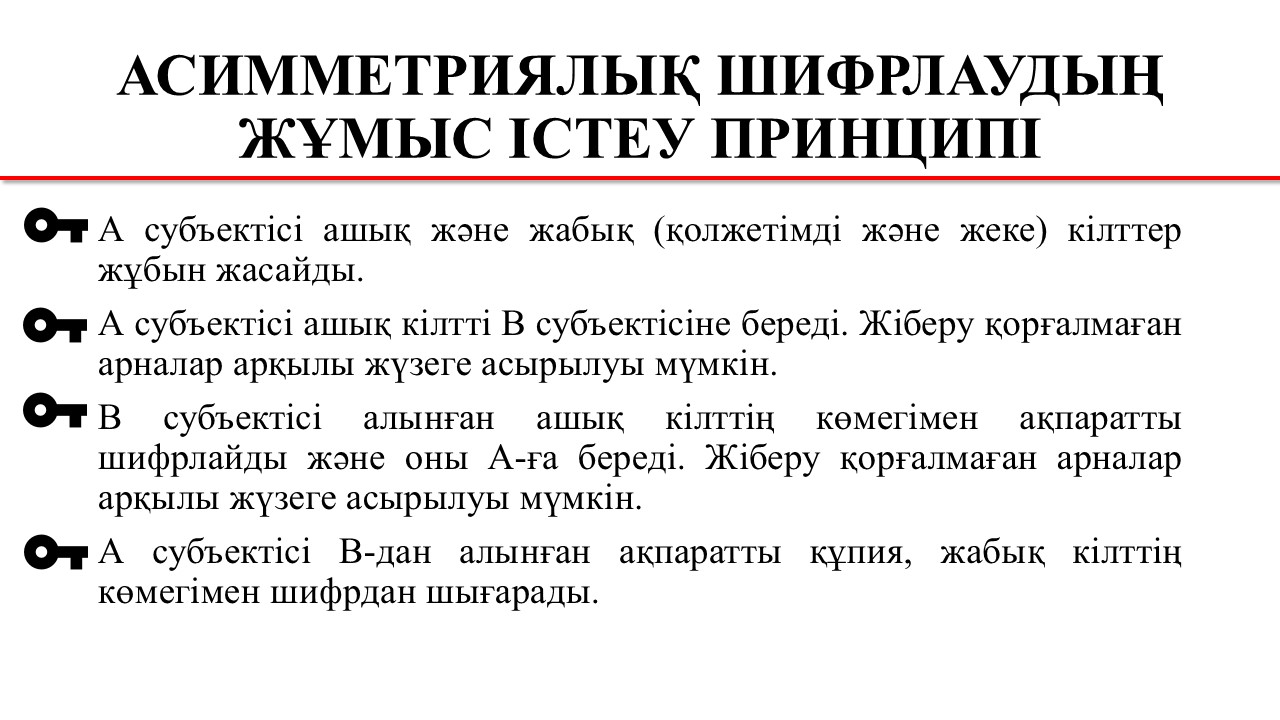 АСИММЕТРИЯЛЫҚ ШИФРЛАУДЫҢ
ЖҰМЫС ІСТЕУ ПРИНЦИПІ
А субъектісі ашық және жабық (қолжетімді және жеке) кілттер
жұбын жасайды.
А субъектісі ашық кілтті В субъектісіне береді. Жіберу қорғалмаған
арналар арқылы жүзеге асырылуы мүмкін.
В субъектісі алынған ашық кілттің көмегімен ақпаратты
шифрлайды және оны А-ға береді. Жіберу қорғалмаған арналар
арқылы жүзеге асырылуы мүмкін.
А субъектісі В-дан алынған ақпаратты құпия, жабық кілттің
көмегімен шифрдан шығарады.